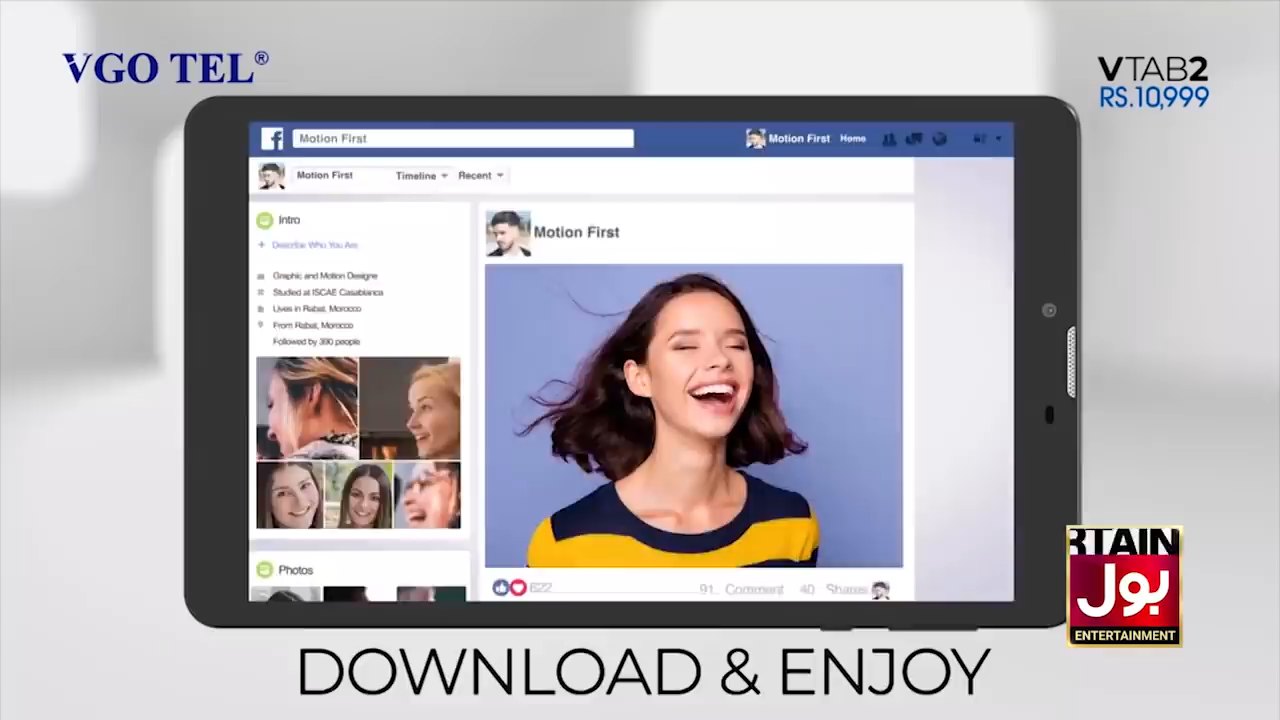 VGO TEL®
VTAB2
RS.10,999
Motion First
Motion First Home
Motion First Timeline Recent
Intro
+ Describe Who You Are
Graphic and Motion Designe
Studied at ISCAE Casablanca
Lives in Rabat, Morocco
From Rabat, Morocco
Followed by 390 people
Photos
Motion First
622
91 Comment 40 Shares
RTAIN
بول
ENTERTAINMENT
DOWNLOAD & ENJOY